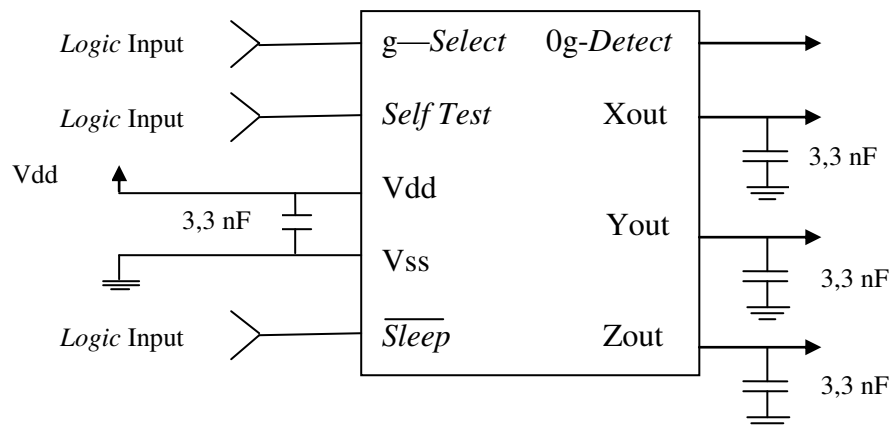 Logic Input
g—Select
0g-Detect
Logic Input
Self Test
Xout
3,3 nF
Vdd
Vdd
3,3 nF
Yout
Vss
3,3 nF
Logic Input
Sleep
Zout
3,3 nF